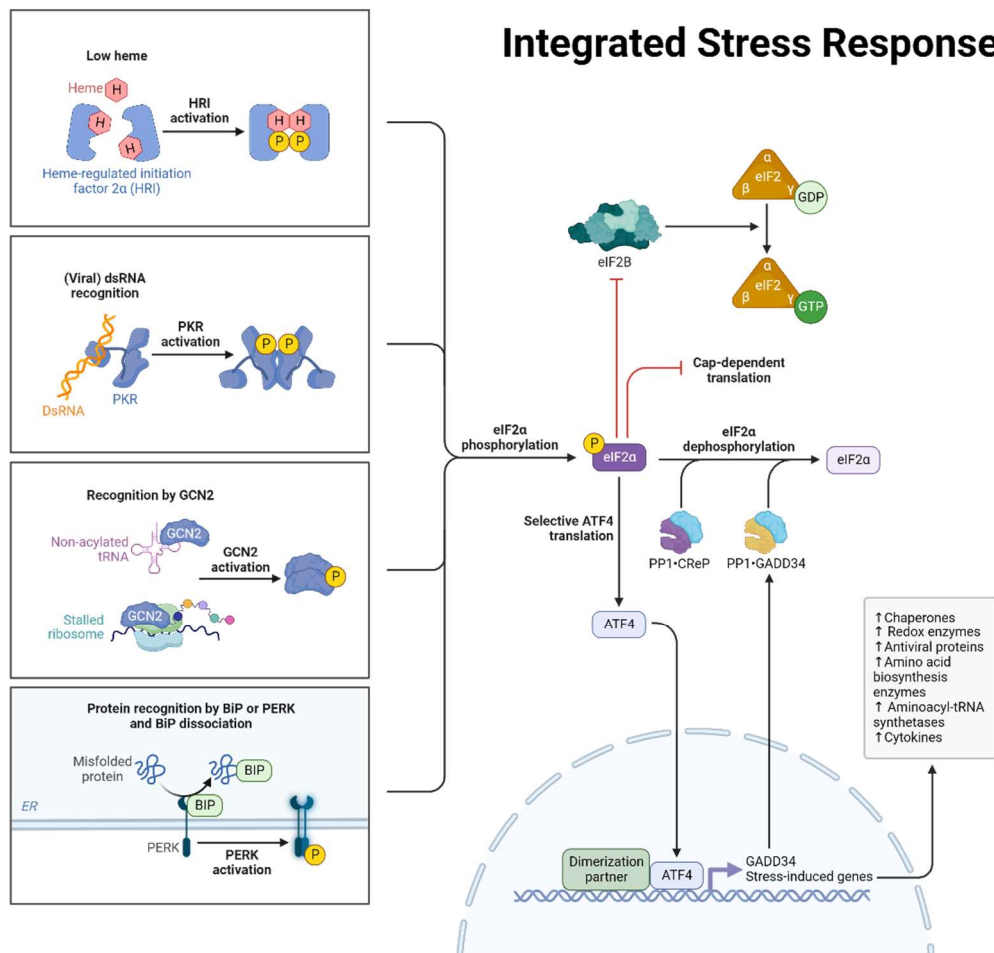 Integrated Stress Response
Low heme
Heme
H
H
H
HRI
activation
H H
P P
Heme-regulated initiation
factor 2α (HRI)
(Viral) dsRNA
recognition
PKR
activation
P P
PKR
DsRNA
Recognition by GCN2
Non-acylated
tRNA
GCN2
GCN2
activation
P
Stalled
ribosome
GCN2
Protein recognition by BiP or PERK
and BiP dissociation
Misfolded
protein
BIP
BIP
ER
PERK
PERK
activation
P
eIF2α
phosphorylation
P
eIF2α
eIF2B
α
eIF2
β γ
GDP
α
eIF2
β γ
GTP
Cap-dependent
translation
eIF2α
dephosphorylation
eIF2α
PP1•CReP
PP1•GADD34
Selective ATF4
translation
ATF4
Dimerization
partner
ATF4
GADD34
Stress-induced genes
↑Chaperones
↑ Redox enzymes
↑Antiviral proteins
↑Amino acid
biosynthesis
enzymes
↑ Aminoacyl-tRNA
synthetases
↑Cytokines